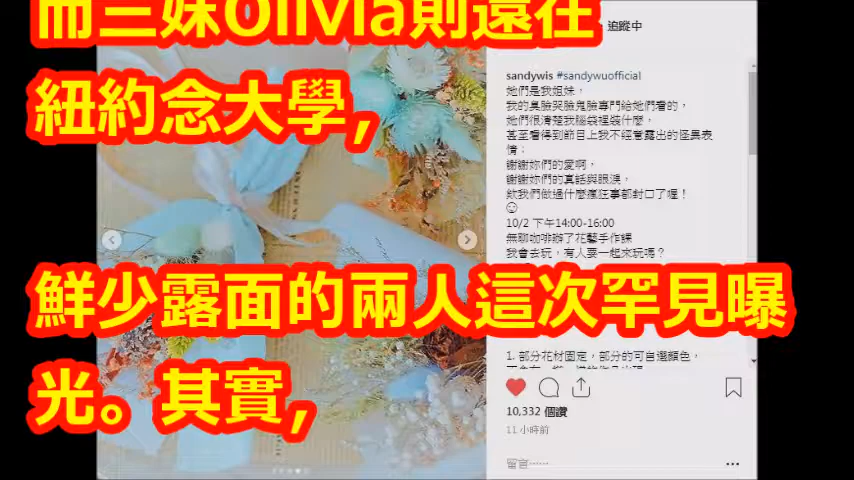 而三妹Olivia則遠在
紐約念大學,
鮮少露面的兩人這次罕見曝
光。其實,
追蹤中
sandywis #sandywuofficial
她們是我姐妹，
我的臭臉哭臉鬼臉專門給她們看的，
她們很清楚我腦袋裡裝什麼，
甚至看得到節目上我不經意露出的怪異表
情；
謝謝妳們的愛啊，
謝謝妳們的真話與眼淚，
欸我們做過什麼瘋狂事都封口了喔！
10/2 下午14:00-16:00
無聊咖啡辦了花藝手作課
我會去玩，有人要一起來玩嗎？
1. 部分花材固定，部分的可自選顏色，
10,332 個讚
11 小時前
留言⋯⋯